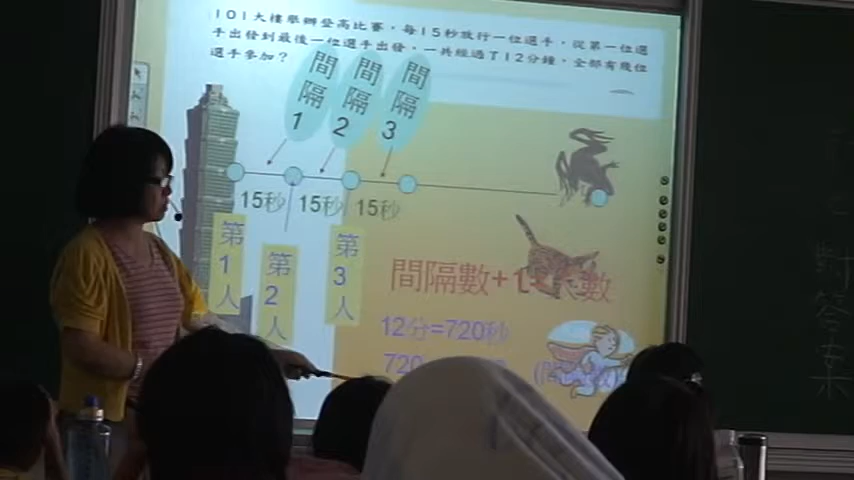 101大樓舉辦登高比賽，每15秒放行一位選手，從第一位選
手出發到最後一位選手出發，一共經過了12分鐘，全部有幾位
選手參加？
間隔1
間隔2
間隔3
15秒 15秒 15秒
第1人
第2人
第3人
間隔數+1 數
12分=720秒
720
對答案